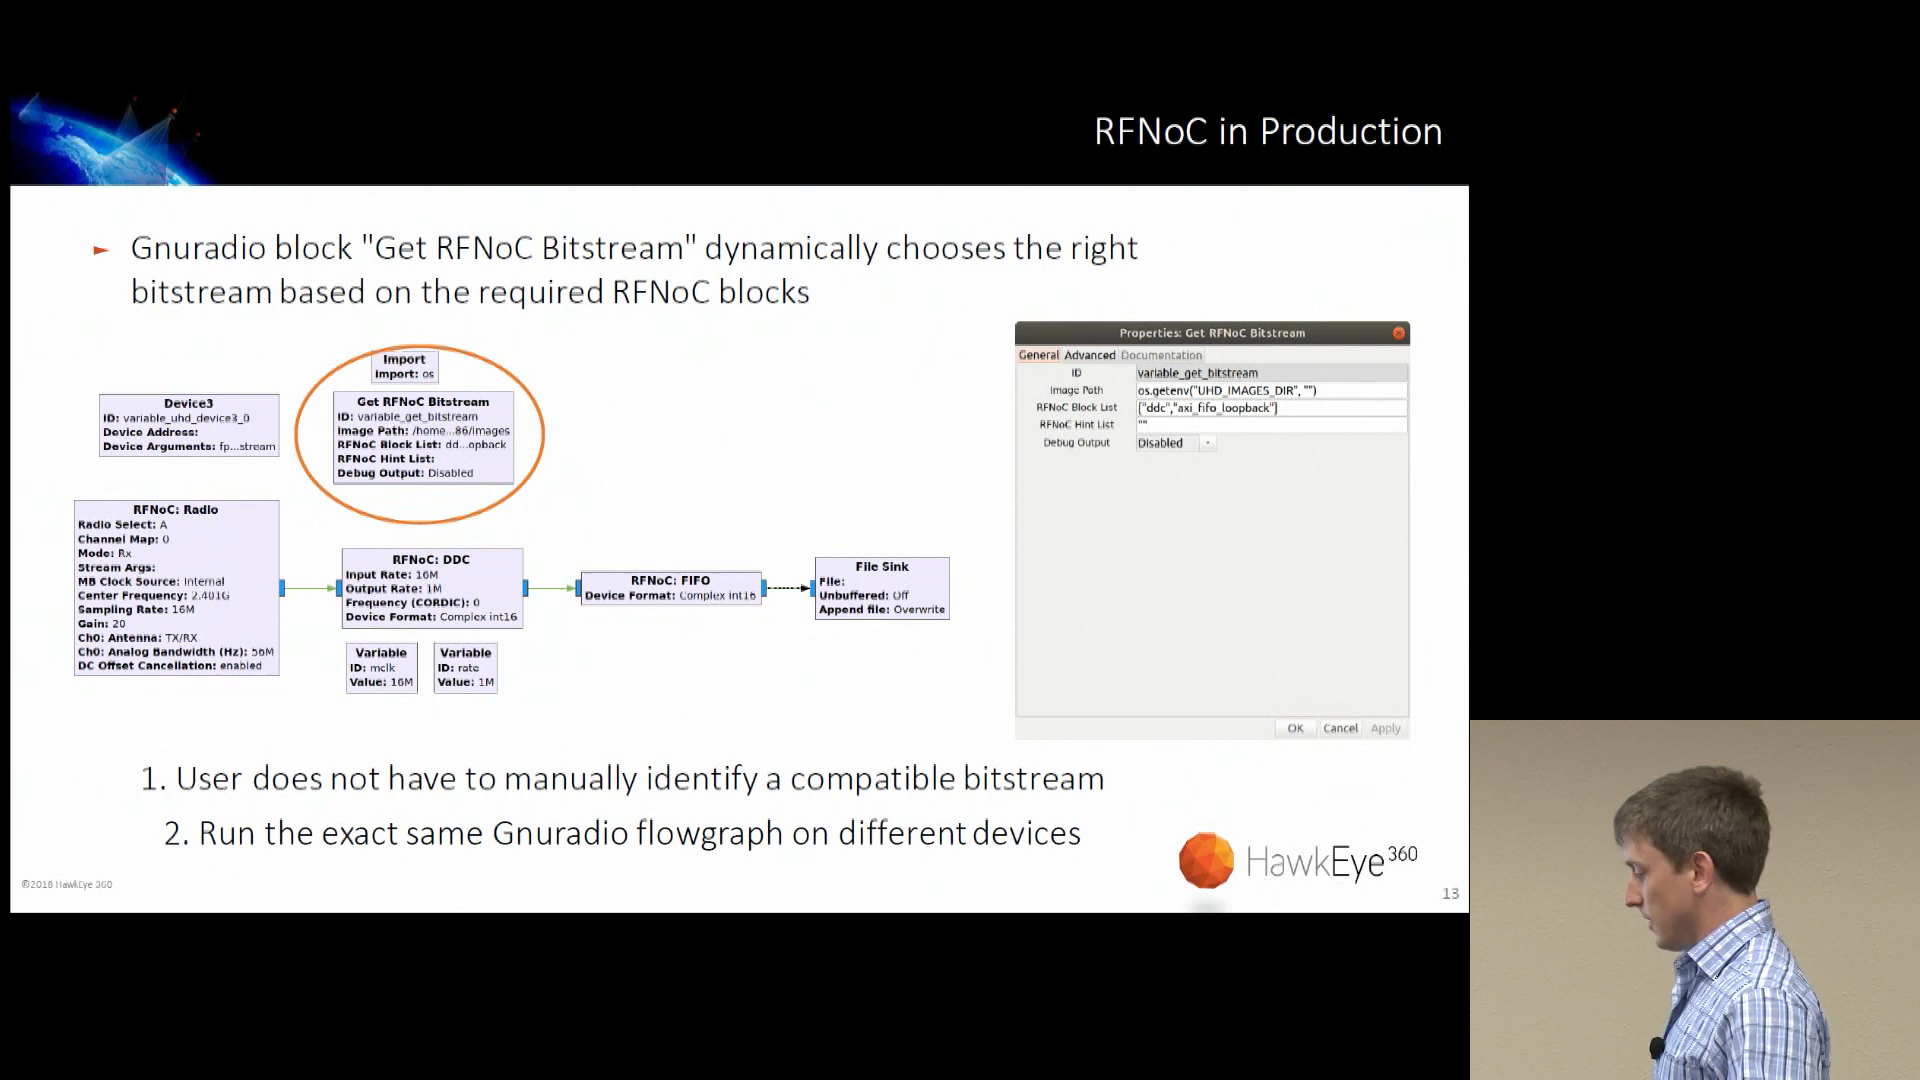 RFNoC in Production
► Gnuradio block "Get RFNoC Bitstream" dynamically chooses the right
bitstream based on the required RFNoC blocks
Import
Import: os
Get RFNoC Bitstream
ID: variable_get_bitstream
Image Path: /home...86/images
RFNoC Block List: dd...opback
RFNoC Hint List:
Debug Output: Disabled
Device3
ID: variable_uhd_device3_0
Device Address:
Device Arguments: fp...stream
RFNoC: Radio
Radio Select: A
Channel Map: 0
Mode: Rx
Stream Args:
MB Clock Source: Internal
Center Frequency: 2.401G
Sampling Rate: 16M
Gain: 20
Ch0: Antenna: TX/RX
Ch0: Analog Bandwidth (Hz): 56M
DC Offset Cancellation: enabled
RFNoC: DDC
Input Rate: 16M
Output Rate: 1M
Frequency (CORDIC): 0
Device Format: Complex int16
RFNoC: FIFO
Device Format: Complex int16
File Sink
File:
Unbuffered: Off
Append file: Overwrite
Variable
ID: mclk
Value: 16M
Variable
ID: rate
Value: 1M
Properties: Get RFNoC Bitstream
General Advanced Documentation
ID variable_get_bitstream
Image Path os.getenv("UHD_IMAGES_DIR", "")
RFNoC Block List ["ddc","axi_fifo_loopback"]
RFNoC Hint List ""
Debug Output Disabled
OK Cancel Apply
1. User does not have to manually identify a compatible bitstream
2. Run the exact same Gnuradio flowgraph on different devices
HawkEye360
©2018 HawkEye 360
13